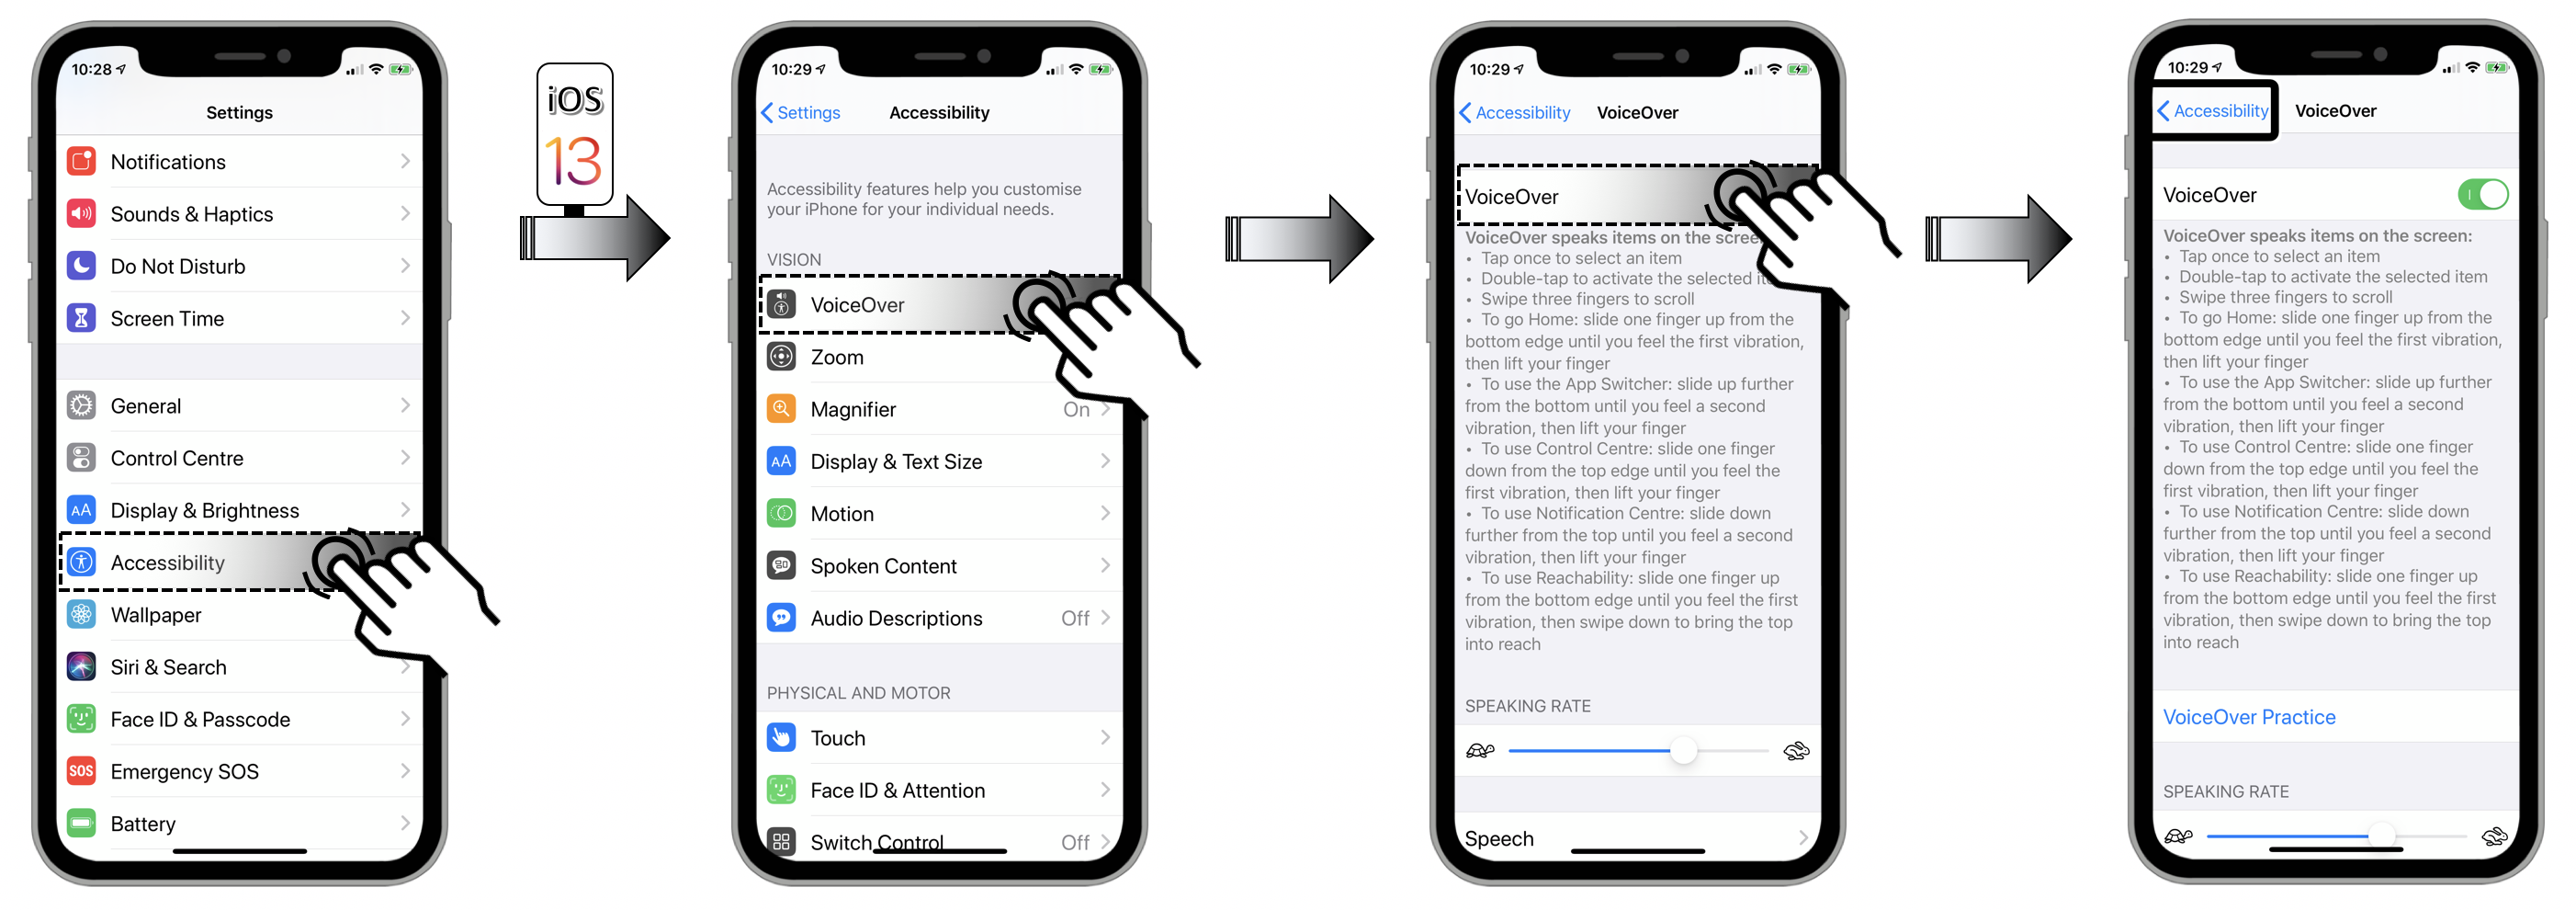 10:28
Settings
Notifications
Sounds & Haptics
Do Not Disturb
Screen Time
General
Control Centre
AA Display & Brightness
Accessibility
Wallpaper
Siri & Search
Face ID & Passcode
SOS Emergency SOS
Battery
iOS
13
10:29
Settings Accessibility
Accessibility features help you customise
your iPhone for your individual needs.
VISION
VoiceOver
Zoom
Magnifier On
AA Display & Text Size
Motion
Spoken Content
Audio Descriptions Off
PHYSICAL AND MOTOR
Touch
Face ID & Attention
Switch Control Off
10:29
Accessibility VoiceOver
VoiceOver
VoiceOver speaks items on the
• Tap once to select an item
• Double-tap to activate the selected
• Swipe three fingers to scroll
• To go Home: slide one finger up from the
bottom edge until you feel the first vibration,
then lift your finger
• To use the App Switcher: slide up further
from the bottom until you feel a second
vibration, then lift your finger
• To use Control Centre: slide one finger
down from the top edge until you feel the
first vibration, then lift your finger
• To use Notification Centre: slide down
further from the top until you feel a second
vibration, then lift your finger
• To use Reachability: slide one finger up
from the bottom edge until you feel the first
vibration, then swipe down to bring the top
into reach
SPEAKING RATE
Speech
10:29
Accessibility VoiceOver
VoiceOver
VoiceOver speaks items on the screen:
• Tap once to select an item
• Double-tap to activate the selected item
• Swipe three fingers to scroll
• To go Home: slide one finger up from the
bottom edge until you feel the first vibration,
then lift your finger
• To use the App Switcher: slide up further
from the bottom until you feel a second
vibration, then lift your finger
• To use Control Centre: slide one finger
down from the top edge until you feel the
first vibration, then lift your finger
• To use Notification Centre: slide down
further from the top until you feel a second
vibration, then lift your finger
• To use Reachability: slide one finger up
from the bottom edge until you feel the first
vibration, then swipe down to bring the top
into reach
VoiceOver Practice
SPEAKING RATE